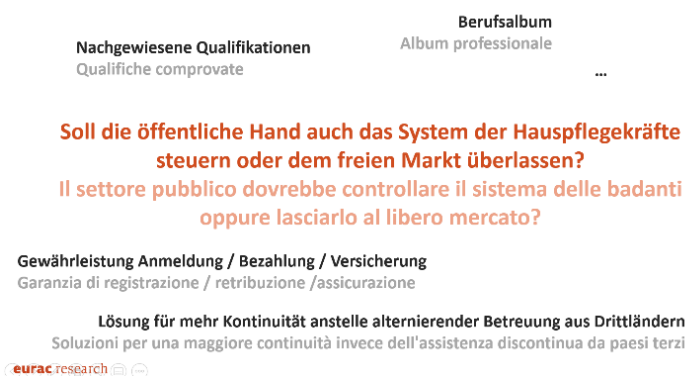 Berufsalbum
Album professionale
Nachgewiesene Qualifikationen
Qualifiche comprovate
...
Soll die öffentliche Hand auch das System der Hauspflegekräfte
steuern oder dem freien Markt überlassen?
Il settore pubblico dovrebbe controllare il sistema delle badanti
oppure lasciarlo al libero mercato?
Gewährleistung Anmeldung / Bezahlung / Versicherung
Garanzia di registrazione / retribuzione /assicurazione
Lösung für mehr Kontinuität anstelle alternierender Betreuung aus Drittländern
Soluzioni per una maggiore continuità invece dell'assistenza discontinua da paesi terzi
eurac research